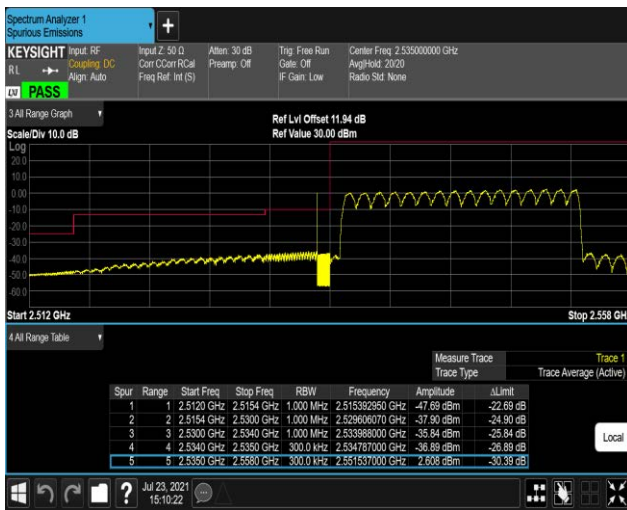 Spectrum Analyzer 1
Spurious Emissions
+
KEYSIGHT Input: RF Input Z: 50 Ω Atten: 30 dB Trig: Free Run Center Freq: 2.535000000 GHz
RL Coupling: DC Corr CCorr RCal Preamp: Off Gate: Off Avg|Hold: 20/20
Align: Auto Freq Ref: Int (S) IF Gain: Low Radio Std: None
LXI PASS
3 All Range Graph
Ref Lvl Offset 11.94 dB
Scale/Div 10.0 dB Ref Value 30.00 dBm
Log
20.0
10.0
0.00
-10.0
-20.0
-30.0
-40.0
-50.0
-60.0
Start 2.512 GHz Stop 2.558 GH
4 All Range Table
Measure Trace Trace 1
Trace Type Trace Average (Active)
Spur Range Start Freq Stop Freq RBW Frequency Amplitude ΔLimit
1 1 2.5120 GHz 2.5154 GHz 1.000 MHz 2.515392950 GHz -47.69 dBm -22.69 dB
2 2 2.5154 GHz 2.5300 GHz 1.000 MHz 2.529606070 GHz -37.90 dBm -24.90 dB
3 3 2.5300 GHz 2.5340 GHz 1.000 MHz 2.533988000 GHz -35.84 dBm -25.84 dB
4 4 2.5340 GHz 2.5350 GHz 300.0 kHz 2.534787000 GHz -36.89 dBm -26.89 dB
5 5 2.5350 GHz 2.5580 GHz 300.0 kHz 2.551537000 GHz 2.608 dBm -30.39 dB
Local
? Jul 23, 2021
15:10:22